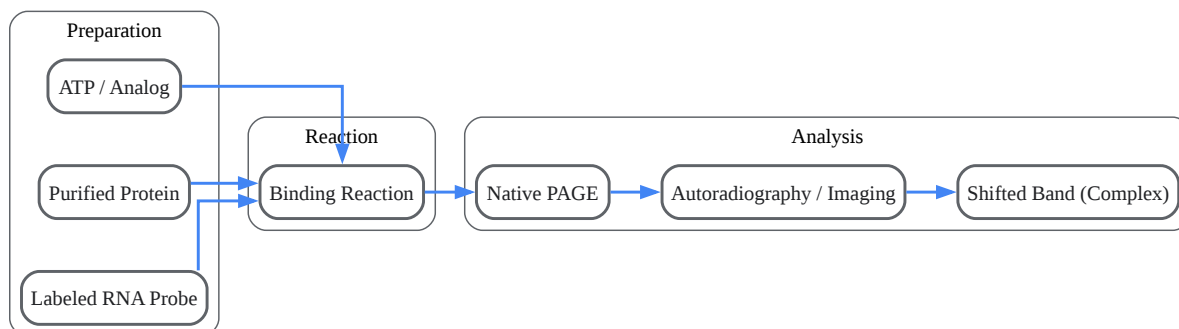 Preparation
ATP / Analog
Purified Protein
Labeled RNA Probe
Reaction
Binding Reaction
Analysis
Native PAGE
Autoradiography / Imaging
Shifted Band (Complex)